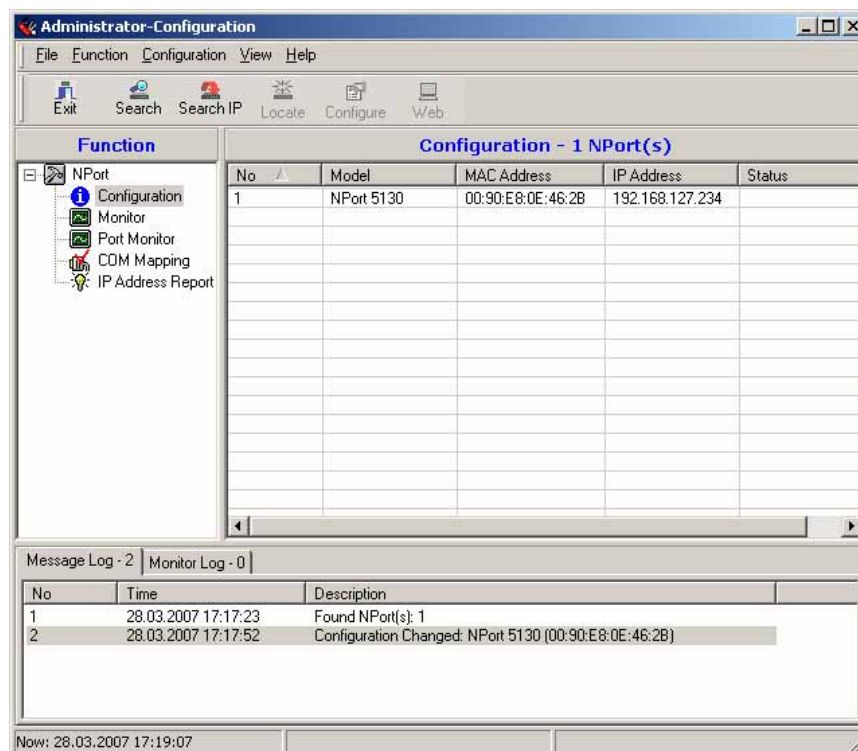 Administrator-Configuration
File Function Configuration View Help
Exit Search Search IP Locate Configure Web
Function
Configuration - 1 NPort(s)
NPort
Configuration
Monitor
Port Monitor
COM Mapping
IP Address Report
No Model MAC Address IP Address Status
1 NPort 5130 00:90:E8:0E:46:2B 192.168.127.234
Message Log - 2 Monitor Log - 0
No Time Description
1 28.03.2007 17:17:23 Found NPort(s): 1
2 28.03.2007 17:17:52 Configuration Changed: NPort 5130 (00:90:E8:0E:46:2B)
Now: 28.03.2007 17:19:07